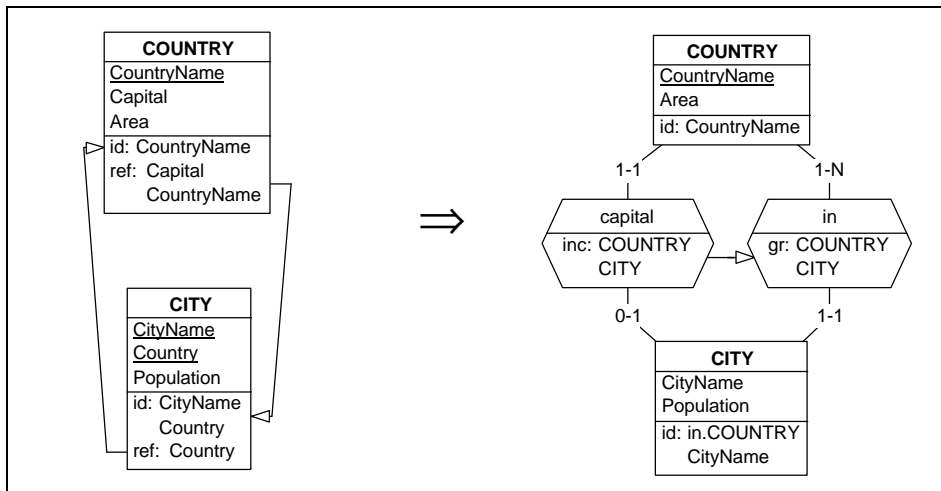 COUNTRY
CountryName
Capital
Area
id: CountryName
ref: Capital
CountryName
CITY
CityName
Country
Population
id: CityName
Country
ref: Country
⇒
COUNTRY
CountryName
Area
id: CountryName
1-1
1-N
capital
inc: COUNTRY
CITY
in
gr: COUNTRY
CITY
0-1
1-1
CITY
CityName
Population
id: in.COUNTRY
CityName